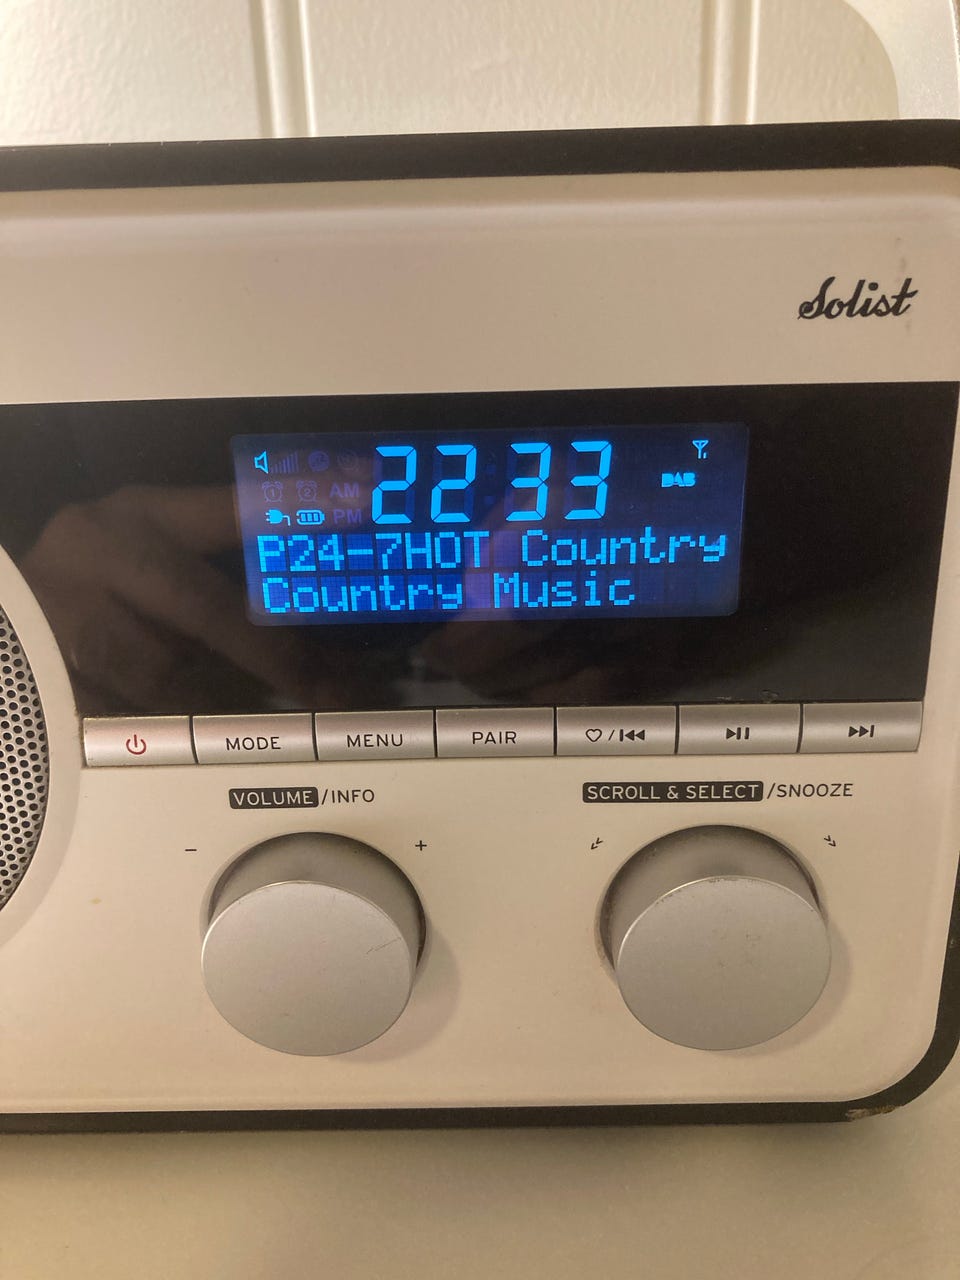 Solist
AM
2233
DAB
PM
P24-7HOT Country
Country Music
MODE
MENU
PAIR
VOLUME/INFO
SCROLL & SELECT/SNOOZE
- +